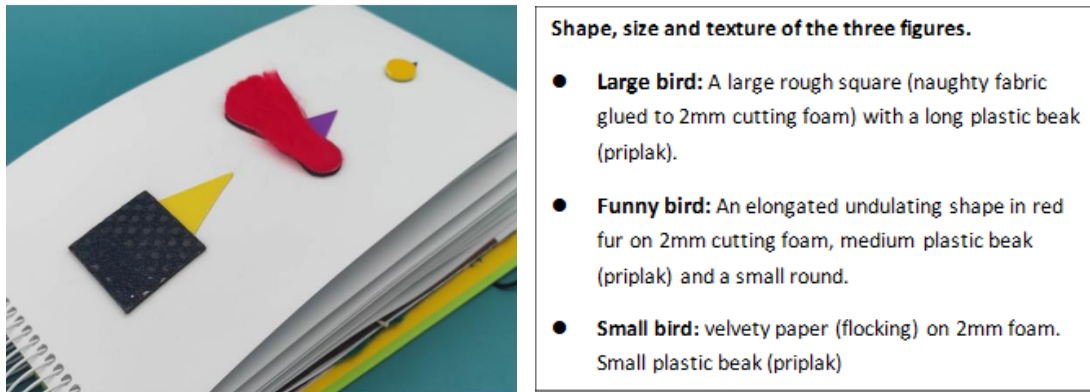 Shape, size and texture of the three figures.
● Large bird: A large rough square (naughty fabric
glued to 2mm cutting foam) with a long plastic beak
(priplak).
● Funny bird: An elongated undulating shape in red
fur on 2mm cutting foam, medium plastic beak
(priplak) and a small round.
● Small bird: velvety paper (flocking) on 2mm foam.
Small plastic beak (priplak)